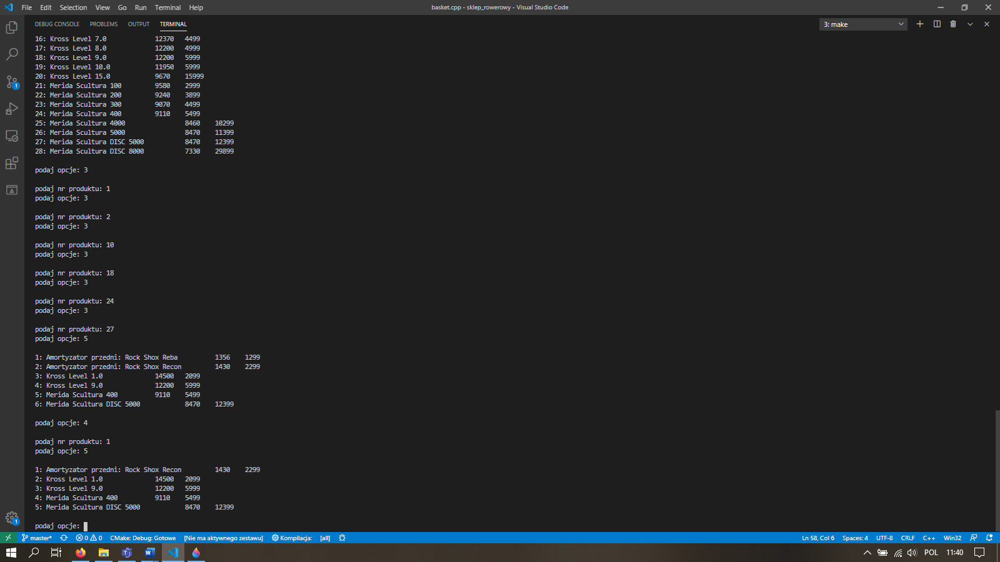 File Edit Selection View Go Run Terminal Help basket.cpp - sklep_rowerowy - Visual Studio Code
DEBUG CONSOLE PROBLEMS OUTPUT TERMINAL 3: make
16: Kross Level 7.0 12370 4499
17: Kross Level 8.0 12200 4999
18: Kross Level 9.0 12200 5999
19: Kross Level 10.0 11950 5999
20: Kross Level 15.0 9670 15999
21: Merida Scultura 100 9580 2999
22: Merida Scultura 200 9240 3899
23: Merida Scultura 300 9070 4499
24: Merida Scultura 400 9110 5499
25: Merida Scultura 4000 8460 10299
26: Merida Scultura 5000 8470 11399
27: Merida Scultura DISC 5000 8470 12399
28: Merida Scultura DISC 8000 7330 29899
podaj opcje: 3
podaj nr produktu: 1
podaj opcje: 3
podaj nr produktu: 2
podaj opcje: 3
podaj nr produktu: 10
podaj opcje: 3
podaj nr produktu: 18
podaj opcje: 3
podaj nr produktu: 24
podaj opcje: 3
podaj nr produktu: 27
podaj opcje: 5
1: Amortyzator przedni: Rock Shox Reba 1356 1299
2: Amortyzator przedni: Rock Shox Recon 1430 2299
3: Kross Level 1.0 14500 2099
4: Kross Level 9.0 12200 5999
5: Merida Scultura 400 9110 5499
6: Merida Scultura DISC 5000 8470 12399
podaj opcje: 4
podaj nr produktu: 1
podaj opcje: 5
1: Amortyzator przedni: Rock Shox Recon 1430 2299
2: Kross Level 1.0 14500 2099
3: Kross Level 9.0 12200 5999
4: Merida Scultura 400 9110 5499
5: Merida Scultura DISC 5000 8470 12399
podaj opcje:
master* 0 0 CMake: Debug: Gotowe [Nie ma aktywnego zestawu] Kompilacja: [all] Ln 58, Col 6 Spaces: 4 UTF-8 CRLF C++ Win32
POL 11:40